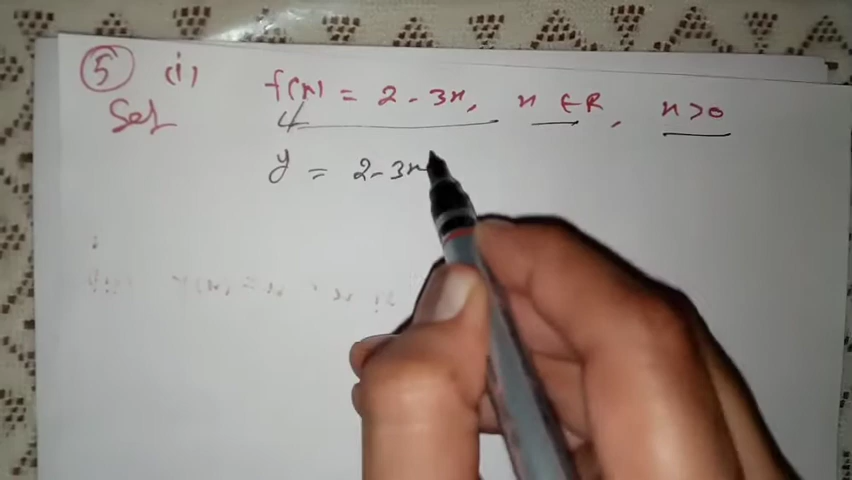 5 (i) f(x) = 2 - 3x, x ∈ R, x > 0
Sol
y = 2 - 3x